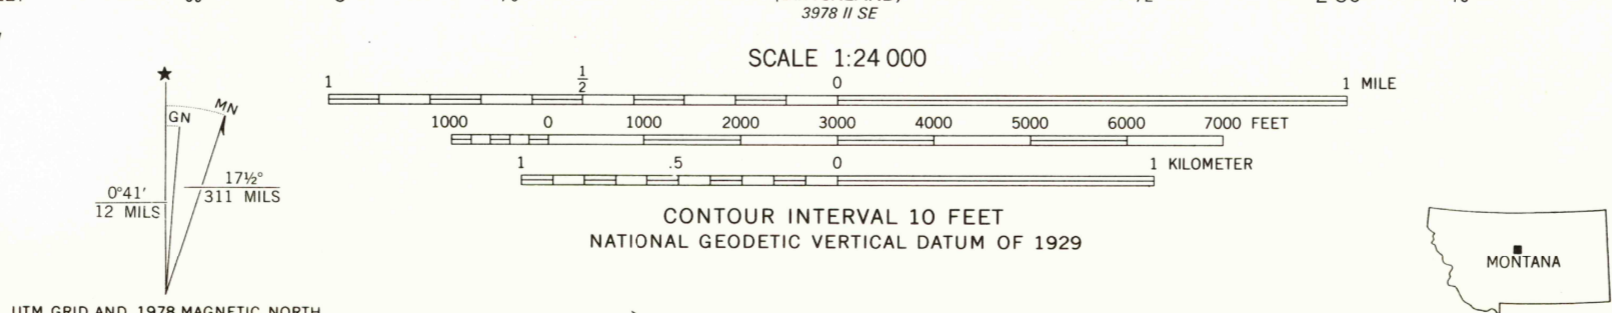 3978 II SE
SCALE 1:24 000
1 1/2 0 1 MILE
1000 0 1000 2000 3000 4000 5000 6000 7000 FEET
1 .5 0 1 KILOMETER
CONTOUR INTERVAL 10 FEET
NATIONAL GEODETIC VERTICAL DATUM OF 1929
★
GN
MN
0°41′
12 MILS
17½°
311 MILS
UTM GRID AND 1978 MAGNETIC NORTH
MONTANA